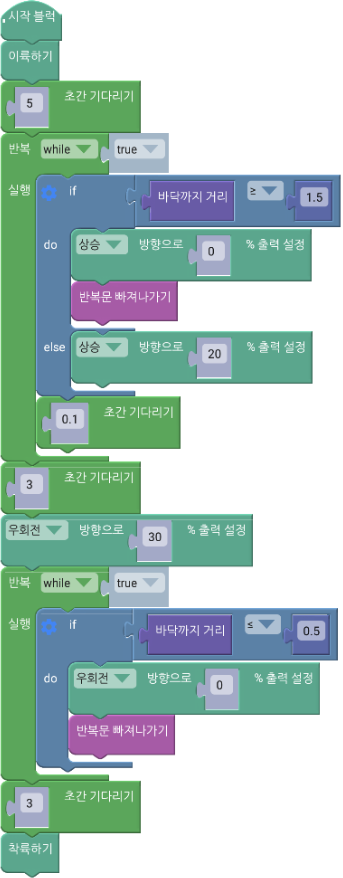 시작 블럭
이륙하기
5 초간 기다리기
반복 while true
실행 if 바닥까지 거리 ≥ 1.5
do 상승 방향으로 0 % 출력 설정
반복문 빠져나가기
else 상승 방향으로 20 % 출력 설정
0.1 초간 기다리기
3 초간 기다리기
우회전 방향으로 30 % 출력 설정
반복 while true
실행 if 바닥까지 거리 ≤ 0.5
do 우회전 방향으로 0 % 출력 설정
반복문 빠져나가기
3 초간 기다리기
착륙하기